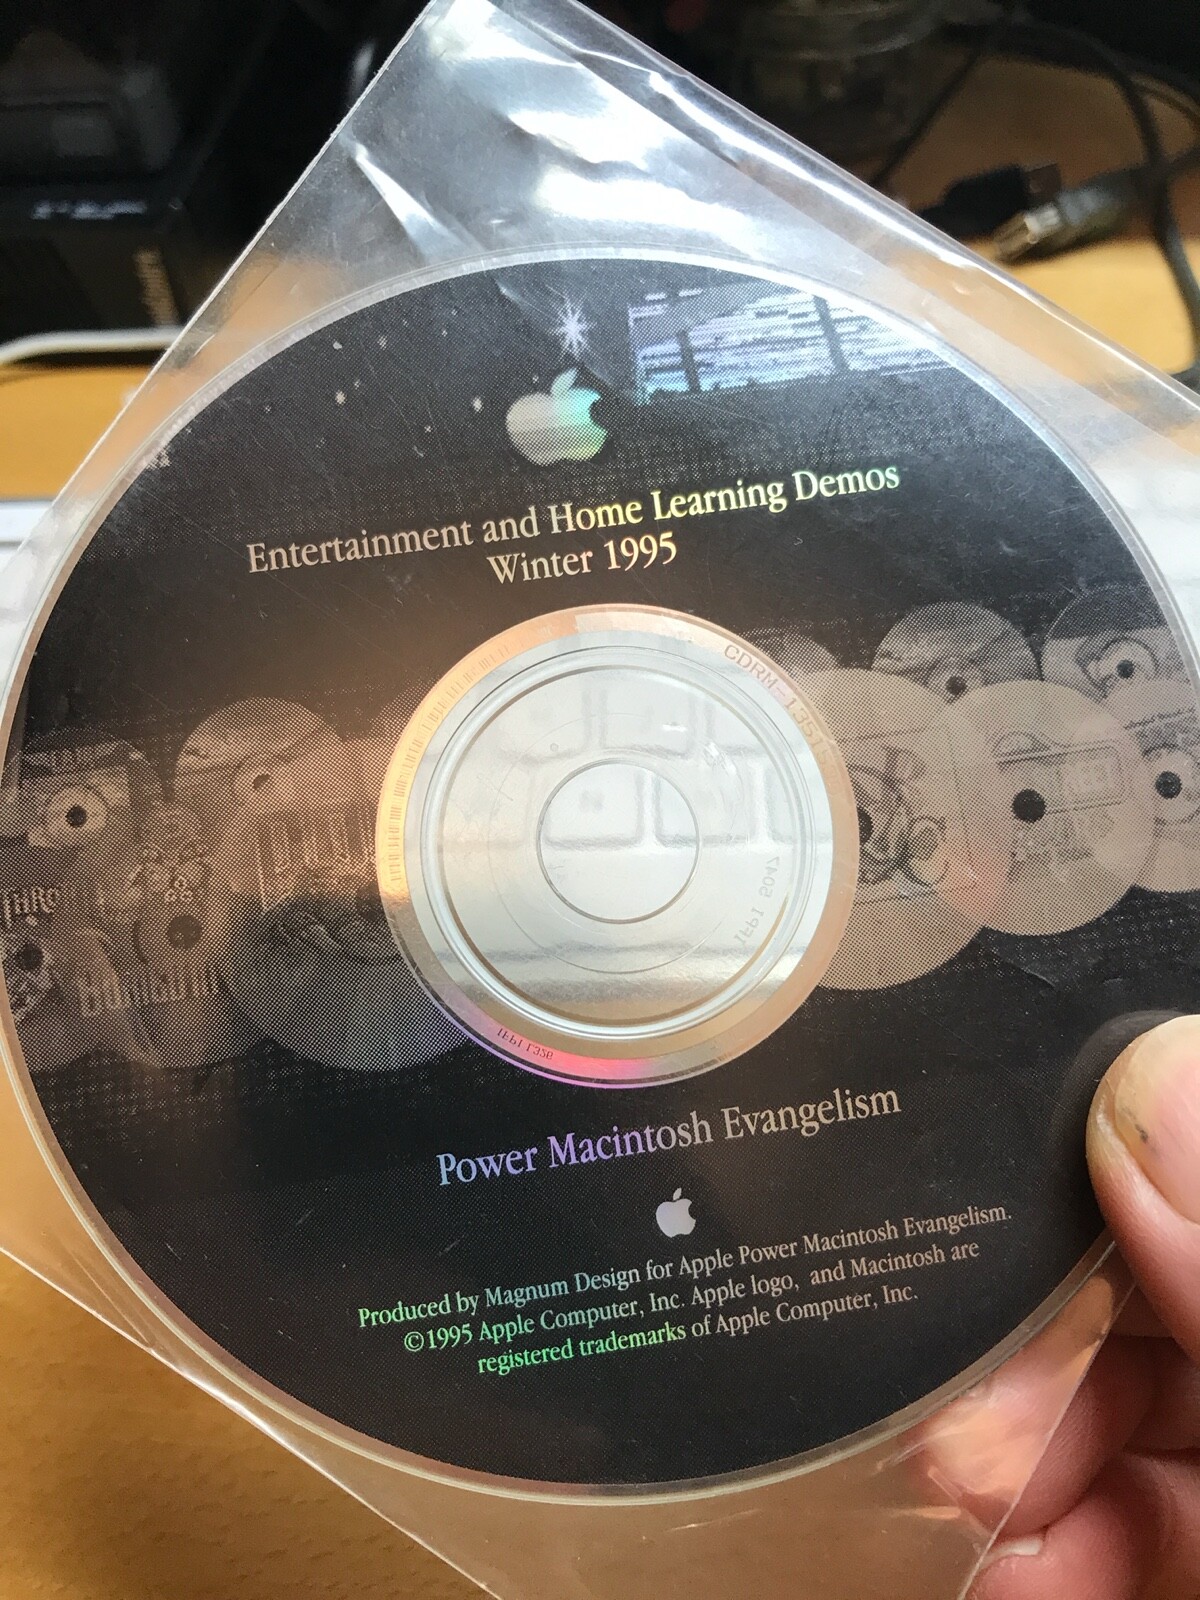 Entertainment and Home Learning Demos
Winter 1995
Power Macintosh Evangelism
Produced by Magnum Design for Apple Power Macintosh Evangelism.
©1995 Apple Computer, Inc. Apple logo, and Macintosh are
registered trademarks of Apple Computer, Inc.